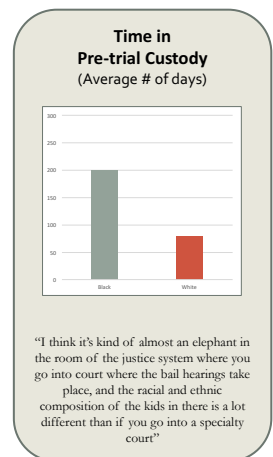 Time in
Pre-trial Custody
(Average # of days)
300
250
200
150
100
50
0
Black
White
“I think it’s kind of almost an elephant in
the room of the justice system where you
go into court where the bail hearings take
place, and the racial and ethnic
composition of the kids in there is a lot
different than if you go into a specialty
court”